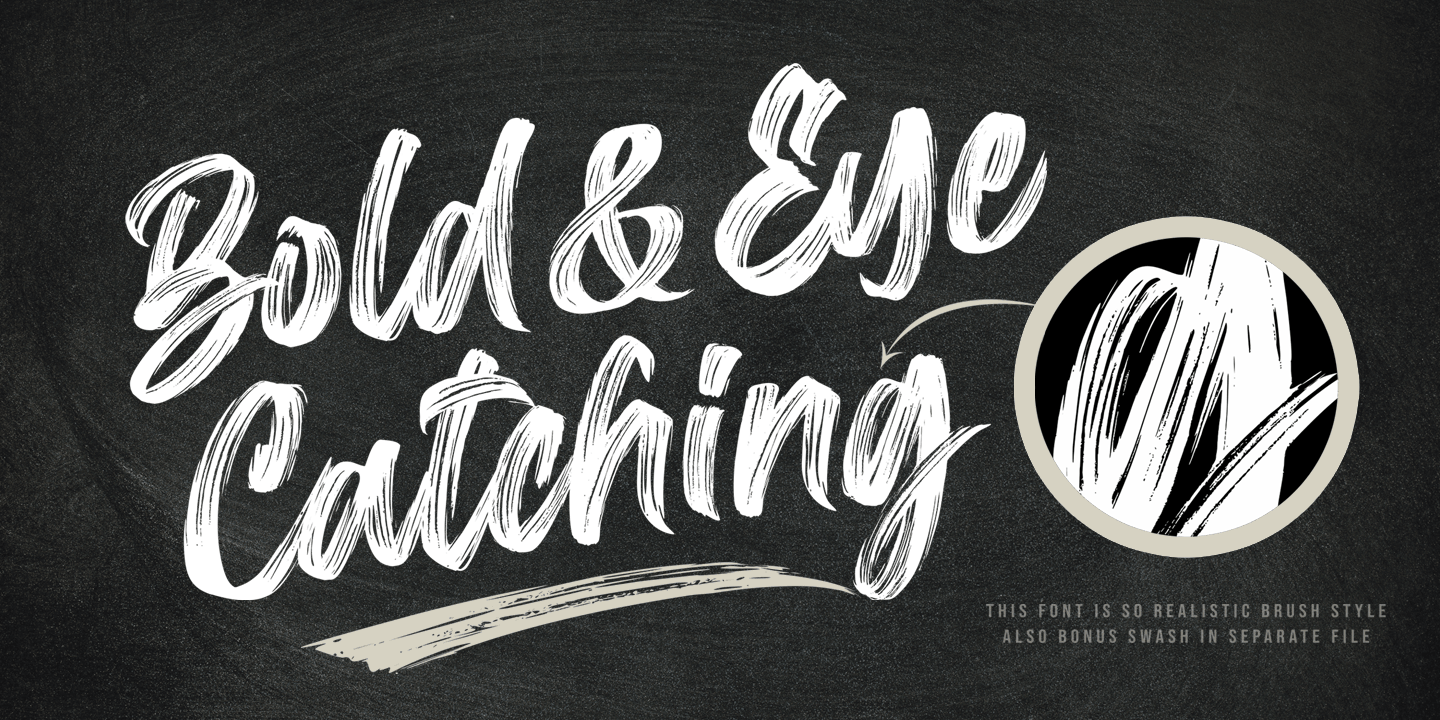 Bold & Eye
Catching
THIS FONT IS SO REALISTIC BRUSH STYLE
ALSO BONUS SWASH IN SEPARATE FILE